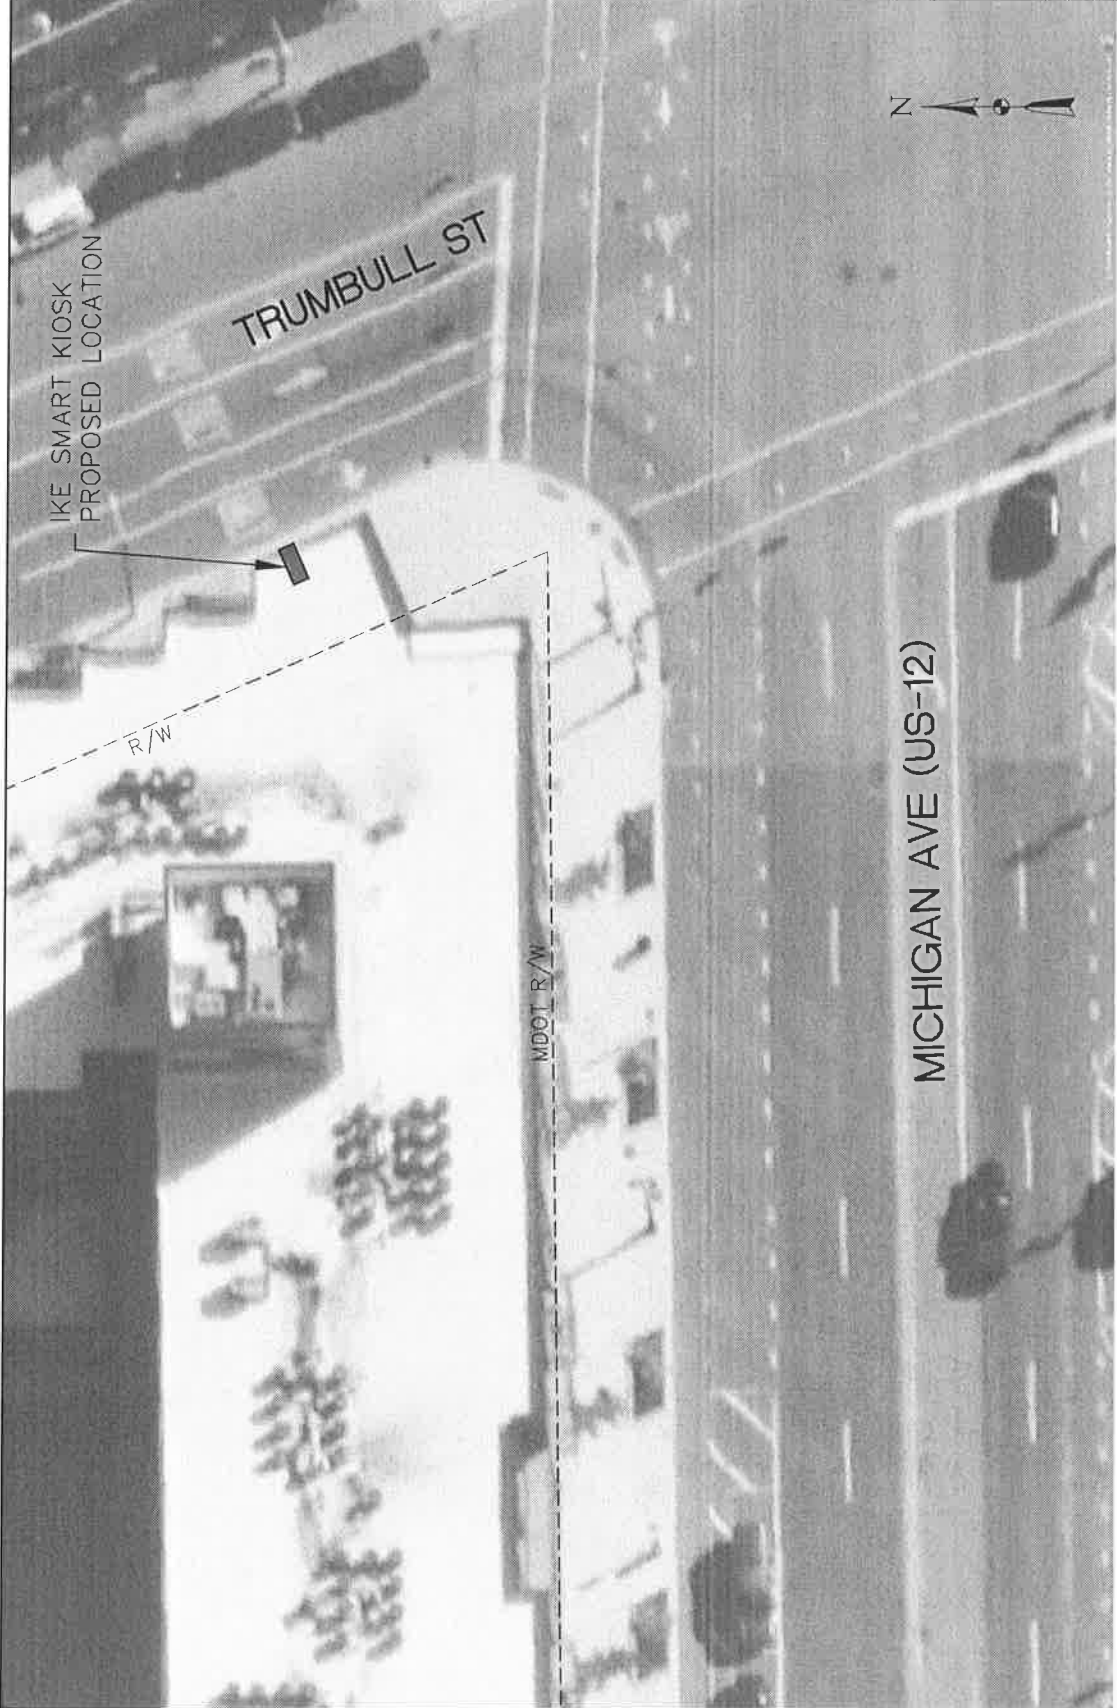 IKE SMART KIOSK
PROPOSED LOCATION
TRUMBULL ST
N
R/W
MDOT R/W
MICHIGAN AVE (US-12)